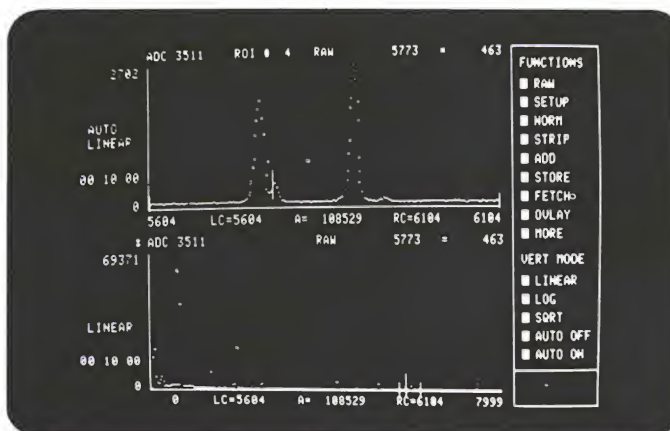 ADC 3511 ROI # 4 RAW 5773 = 463
2702
AUTO
LINEAR
00 10 00
0
5604 LC=5604 A= 108529 RC=6104 6104
ADC 3511 RAW 5773 = 463
69371
LINEAR
00 10 00
0
0 LC=5604 A= 108529 RC=6104 7999
FUNCTIONS
RAW
SETUP
NORM
STRIP
ADD
STORE
FETCH>
OVLAY
MORE
VERT MODE
LINEAR
LOG
SQRT
AUTO OFF
AUTO ON